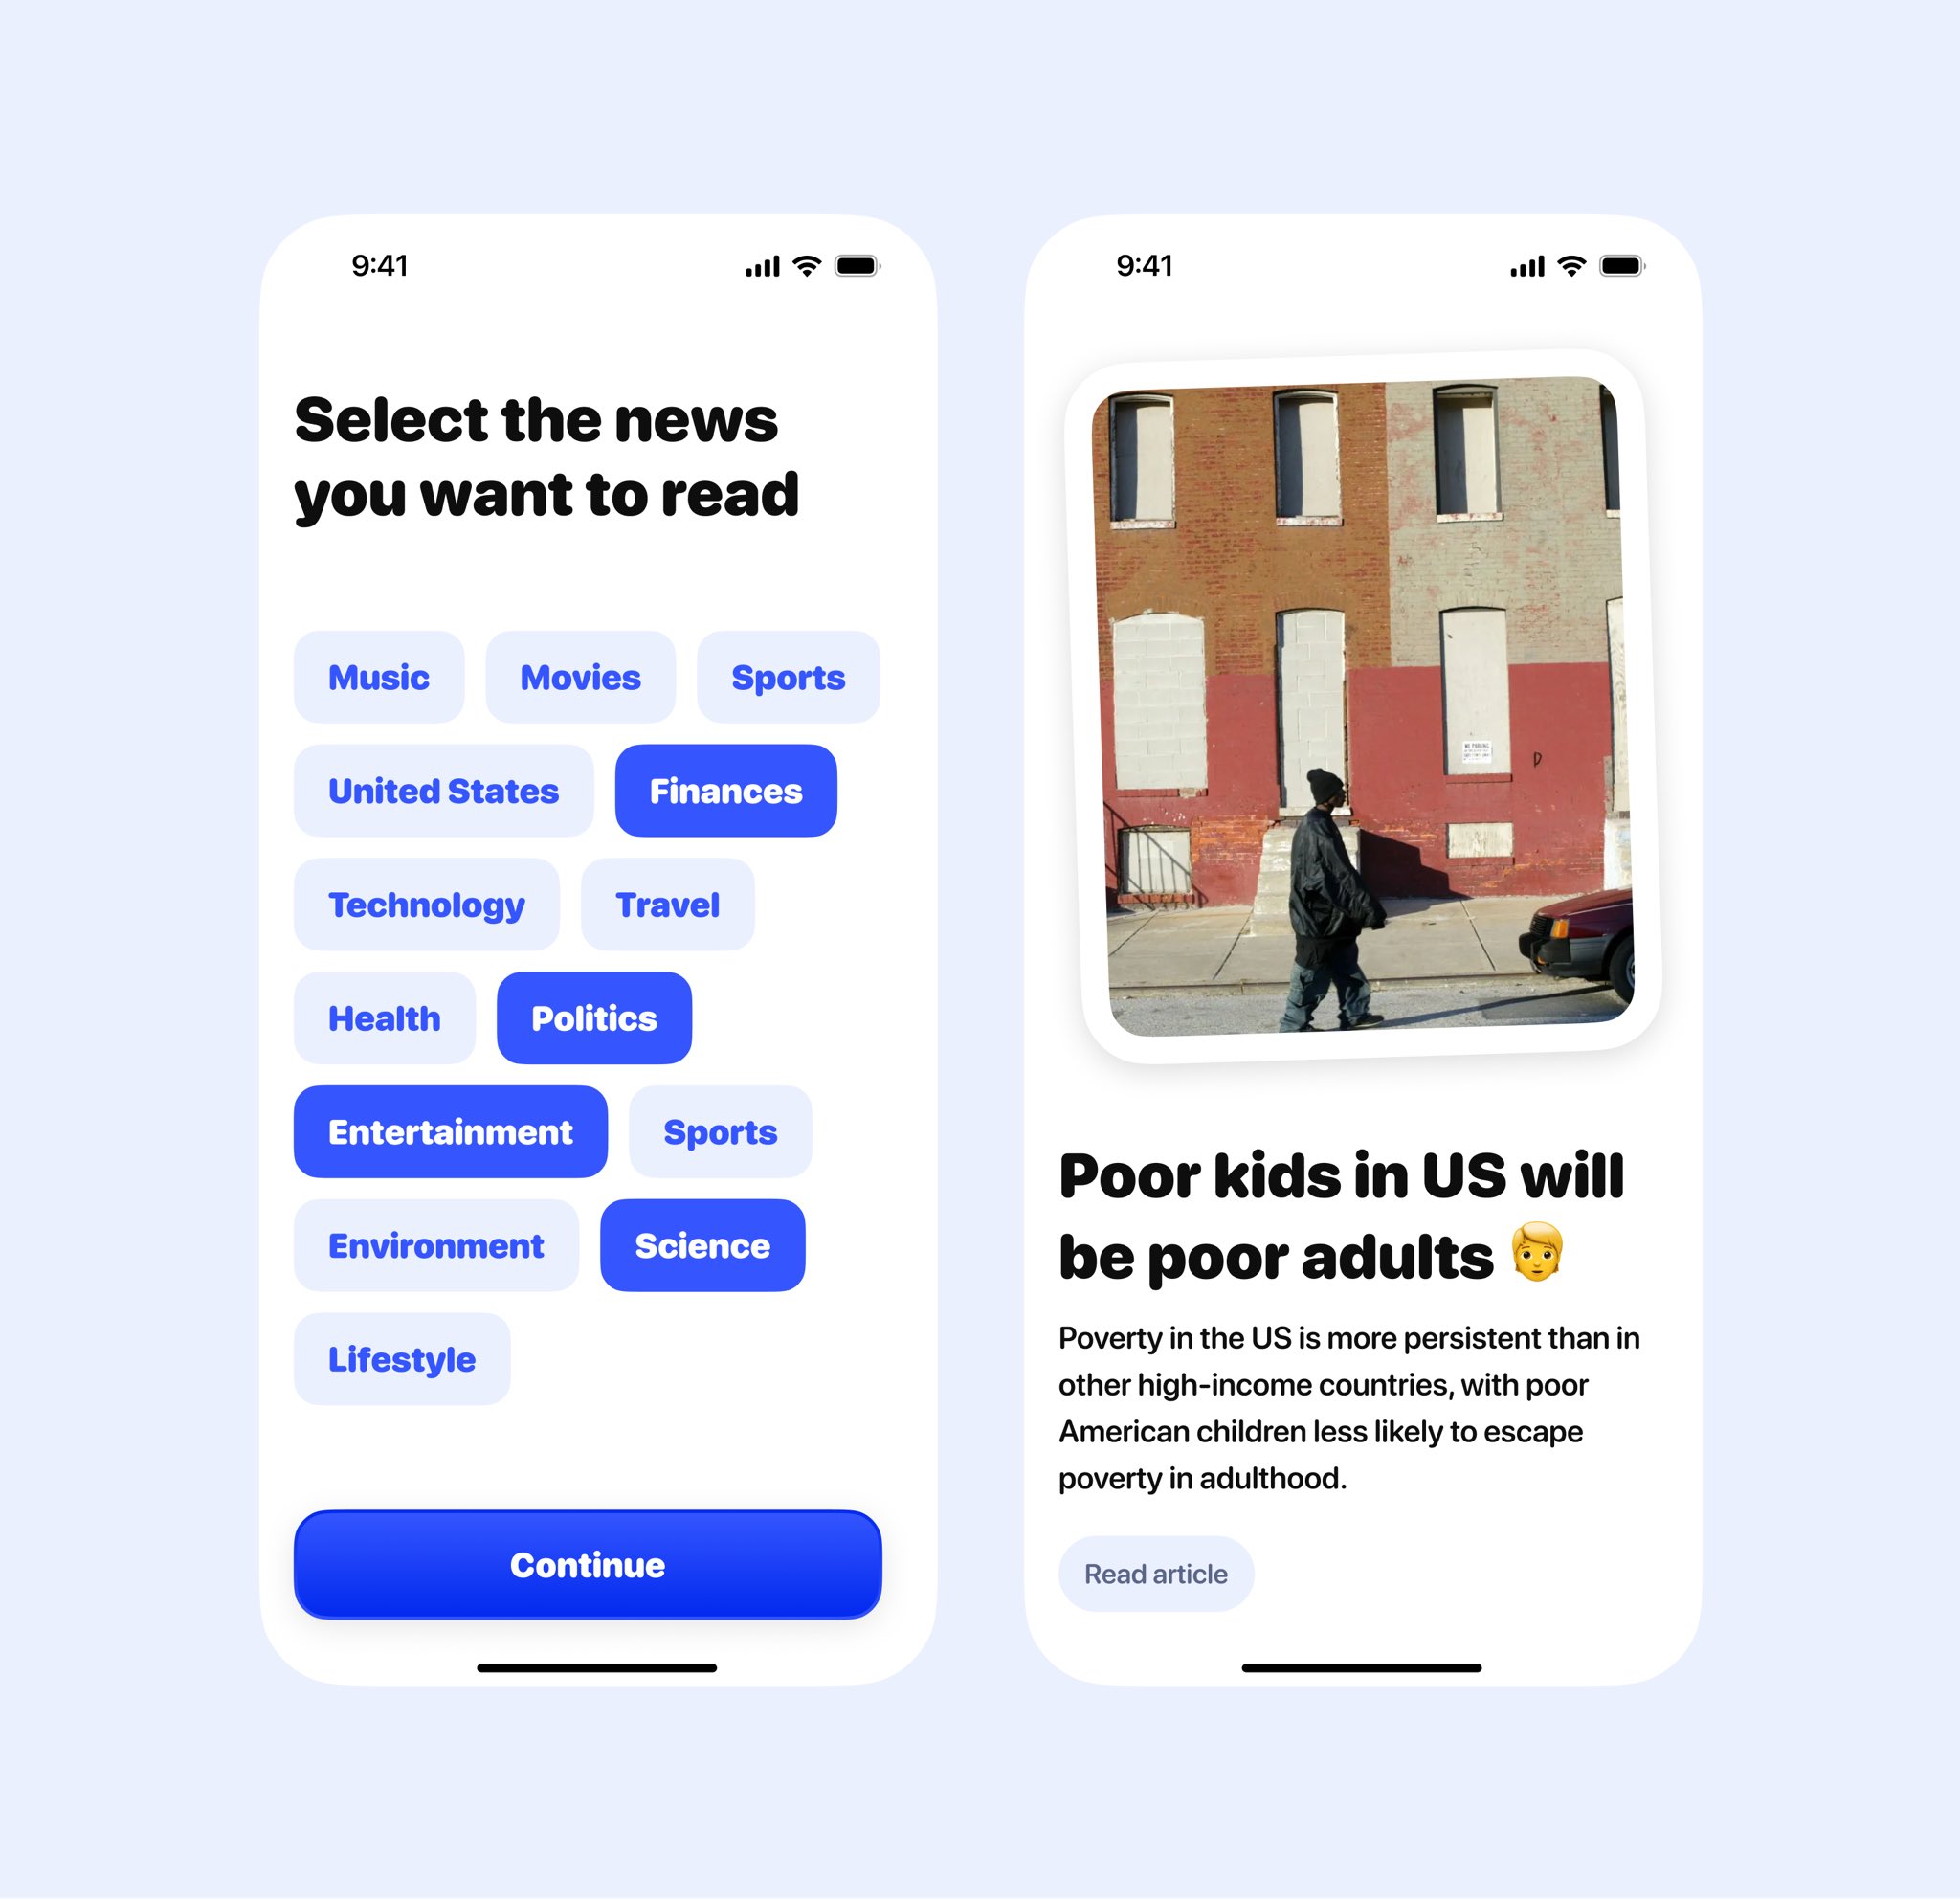 9:41
Select the news
you want to read
Music Movies Sports
United States Finances
Technology Travel
Health Politics
Entertainment Sports
Environment Science
Lifestyle
Continue
9:41
D
Poor kids in US will
be poor adults
Poverty in the US is more persistent than in
other high-income countries, with poor
American children less likely to escape
poverty in adulthood.
Read article